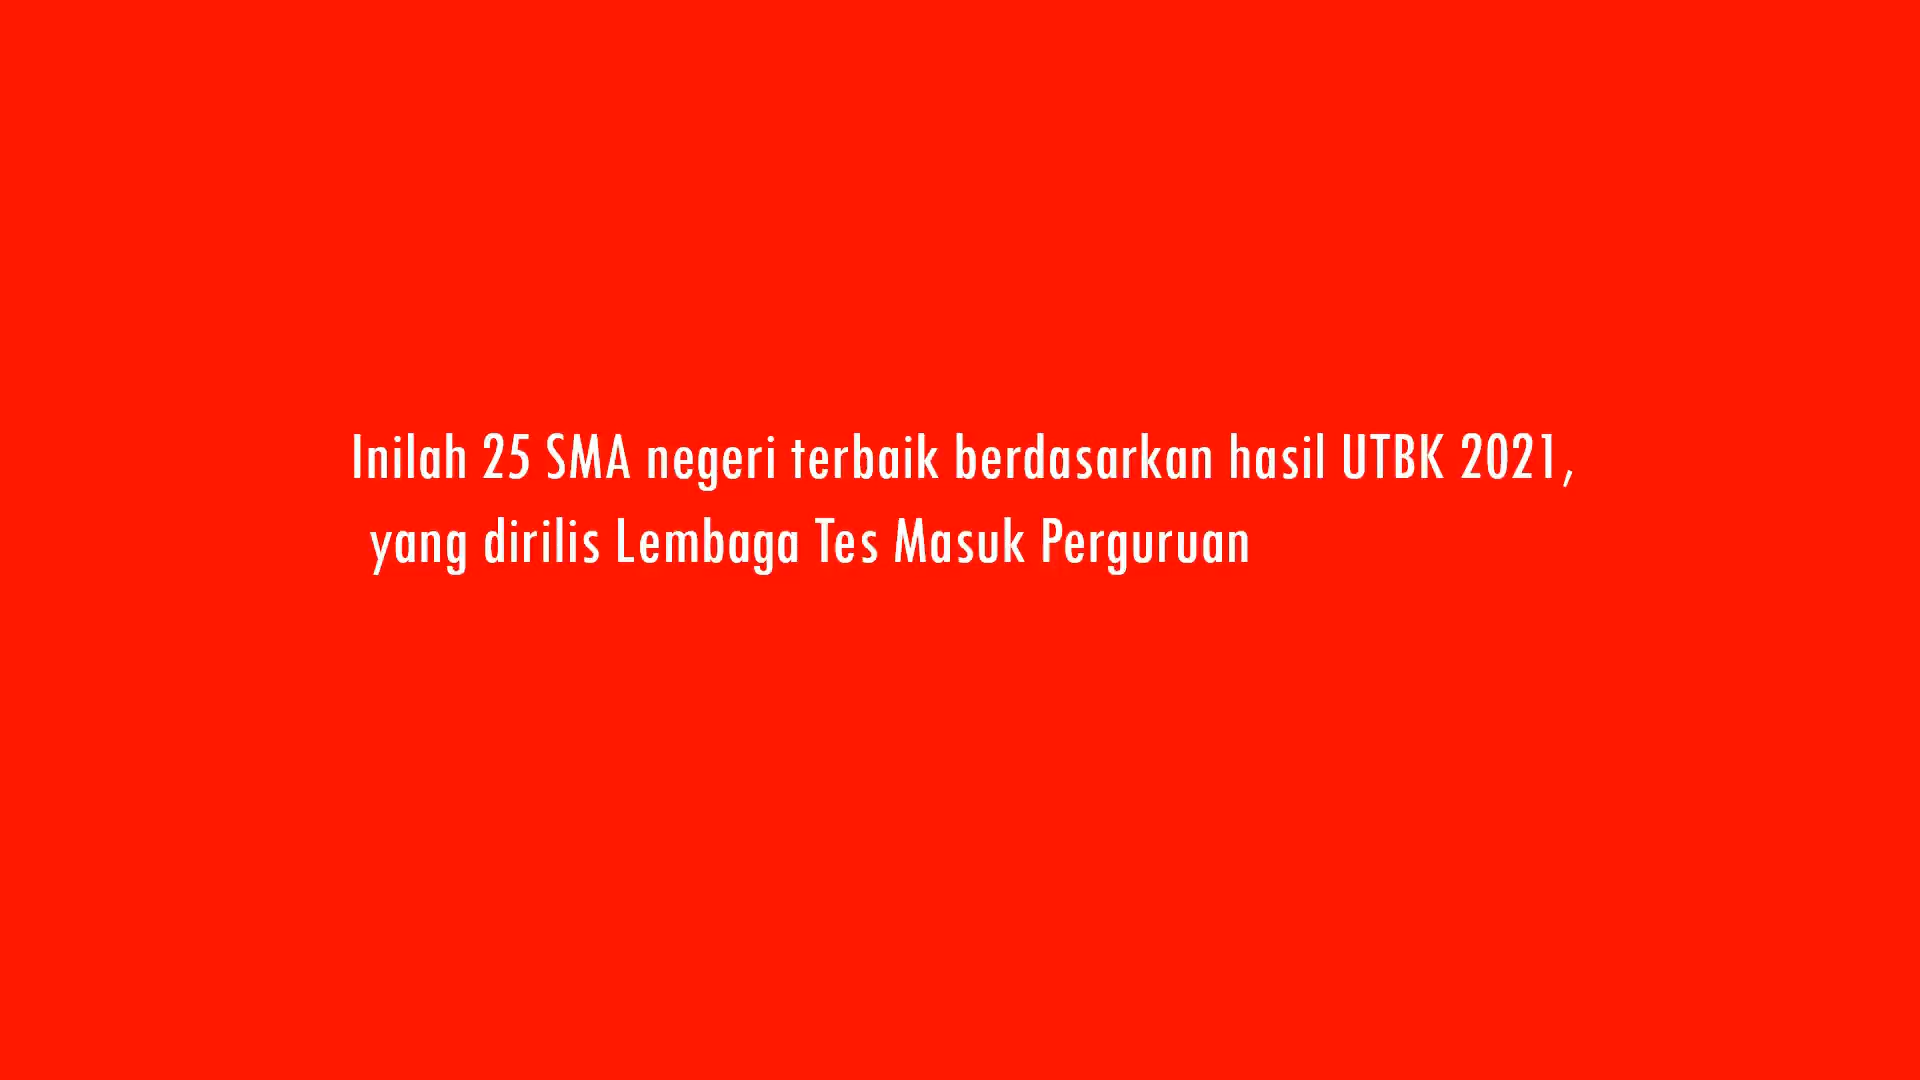 Inilah 25 SMA negeri terbaik berdasarkan hasil UTBK 2021,
yang dirilis Lembaga Tes Masuk Perguruan